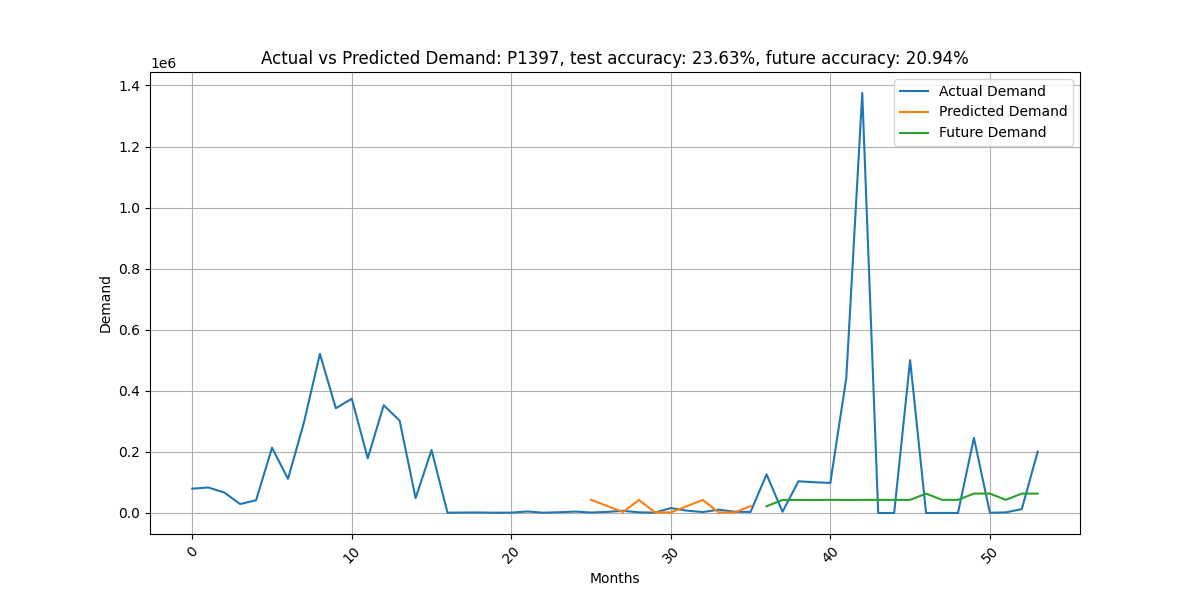 Actual vs Predicted Demand: P1397, test accuracy: 23.63%, future accuracy: 20.94%
1e6
1.4
1.2
1.0
0.8
0.6
0.4
0.2
0.0
Demand
Actual Demand
Predicted Demand
Future Demand
0
10
20
30
40
50
Months